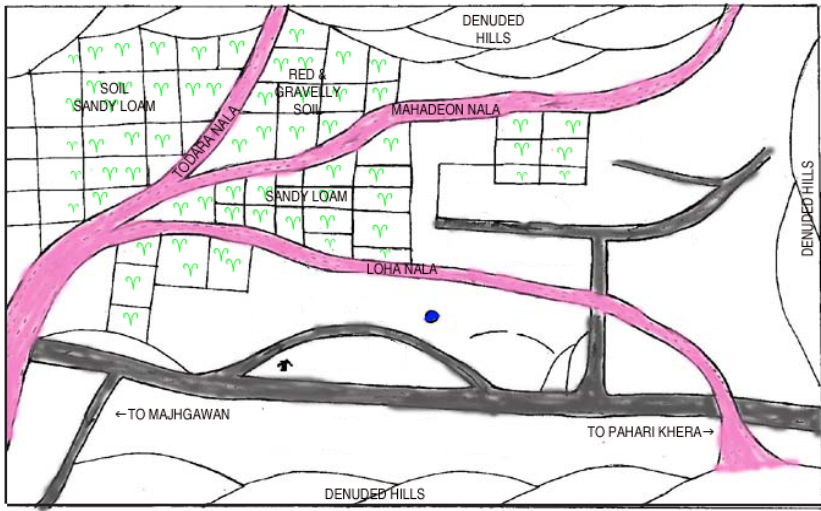 DENUDED
HILLS
SOIL
SANDY LOAM
RED &
GRAVELLY
SOIL
MAHADEON NALA
TODARA NALA
SANDY LOAM
DENUDED HILLS
LOHA NALA
←TO MAJHGAWAN
TO PAHARI KHERA→
DENUDED HILLS